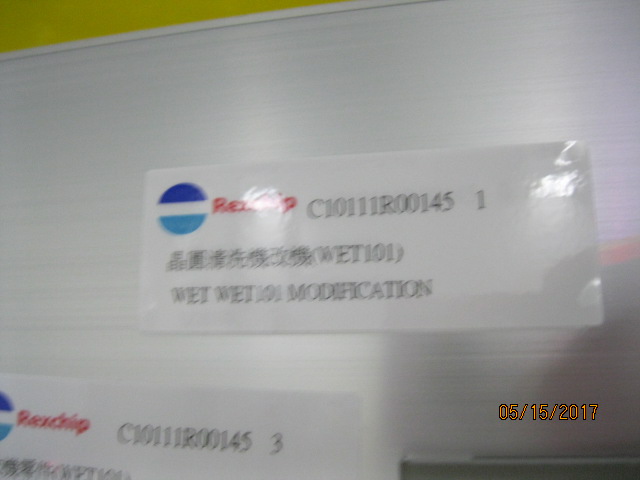 Rexchip C10111R00145 1
晶圓清洗機改機(WET101)
WET WET101 MODIFICATION
Rexchip C10111R00145 3
(WET101)
05/15/2017